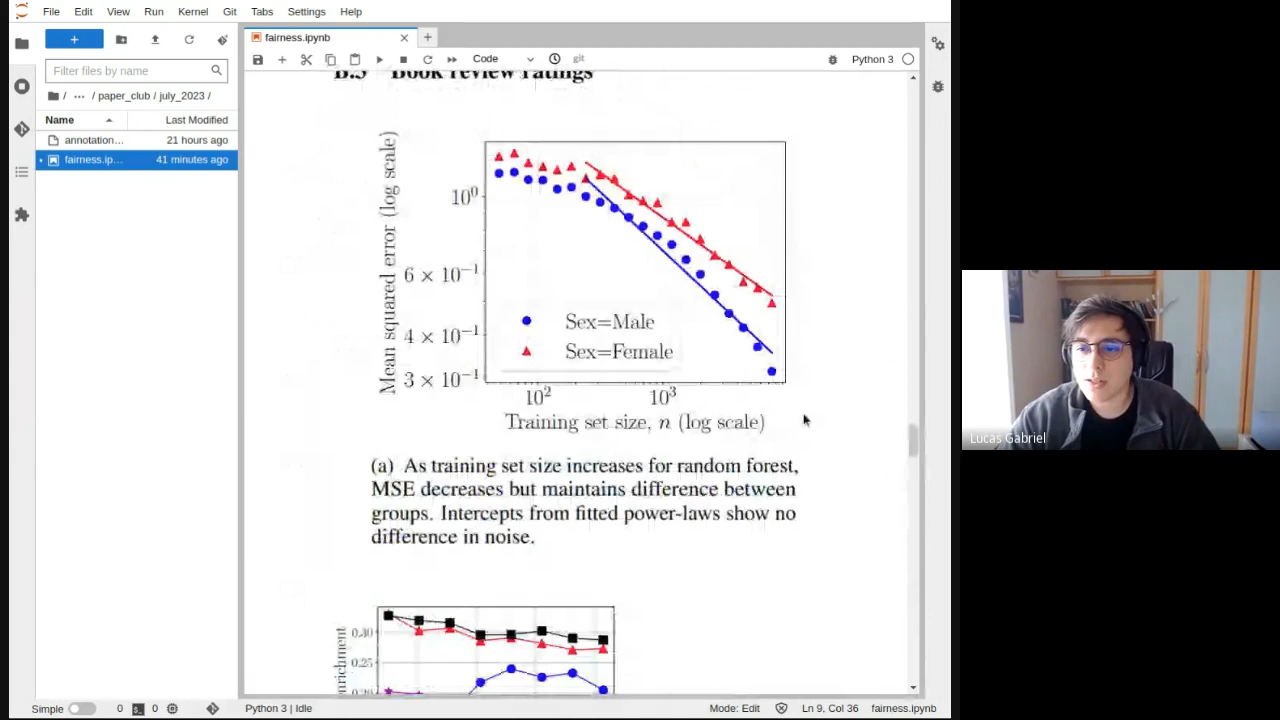 File Edit View Run Kernel Git Tabs Settings Help
fairness.ipynb
Code
git
Python 3
Filter files by name
/ ... / paper_club / july_2023 /
Name Last Modified
annotation... 21 hours ago
fairness.ip... 41 minutes ago
B.3 Book review ratings
Mean squared error (log scale)
10⁰
6 × 10⁻¹
4 × 10⁻¹
3 × 10⁻¹
Sex=Male
Sex=Female
10² 10³
Training set size, n (log scale)
(a) As training set size increases for random forest,
MSE decreases but maintains difference between
groups. Intercepts from fitted power-laws show no
difference in noise.
0.30
0.25
Lucas Gabriel
Simple 0 0 Python 3 | Idle Mode: Edit Ln 9, Col 36 fairness.ipynb